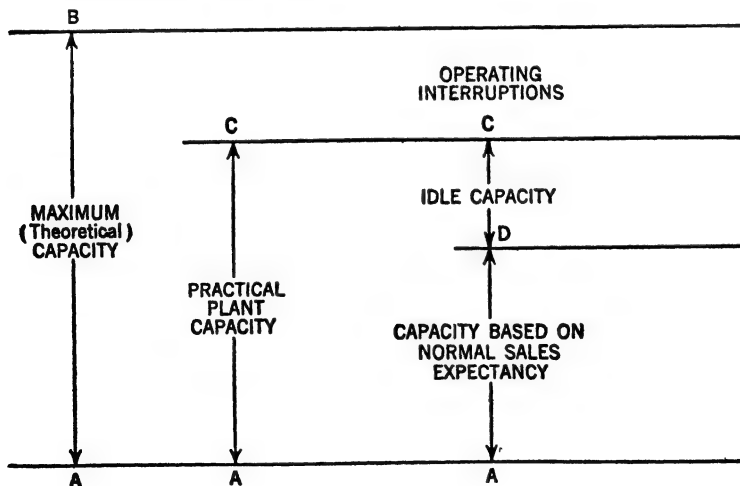 B
OPERATING
INTERRUPTIONS
C
C
IDLE CAPACITY
MAXIMUM
(Theoretical)
CAPACITY
D
PRACTICAL
PLANT
CAPACITY
CAPACITY BASED ON
NORMAL SALES
EXPECTANCY
A
A
A